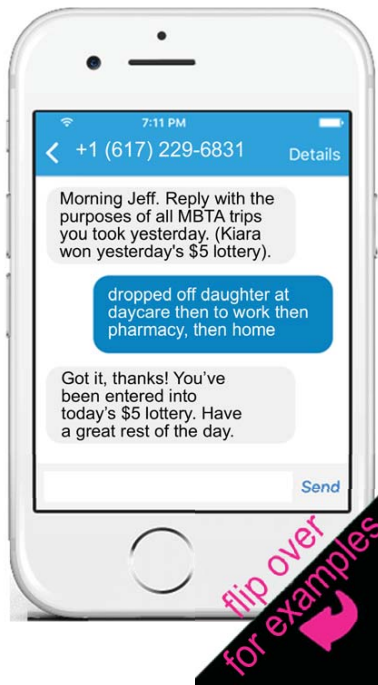 7:11 PM
+1 (617) 229-6831
Details
Morning Jeff. Reply with the
purposes of all MBTA trips
you took yesterday. (Kiara
won yesterday's $5 lottery).
dropped off daughter at
daycare then to work then
pharmacy, then home
Got it, thanks! You've
been entered into
today's $5 lottery. Have
a great rest of the day.
Send
flip over
for examples